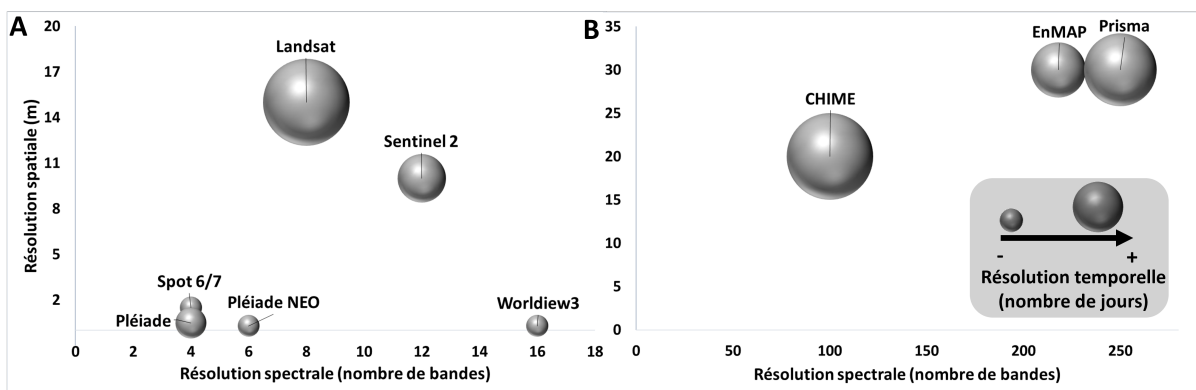 A
Résolution spatiale (m)
20
17
14
11
8
5
2
Landsat
Sentinel 2
Spot 6/7
Pléiade NEO
Pléiade
Worldiew3
0 2 4 6 8 10 12 14 16 18
Résolution spectrale (nombre de bandes)
B
35
30
25
20
15
10
5
0
EnMAP Prisma
CHIME
- +
Résolution temporelle
(nombre de jours)
0 50 100 150 200 250
Résolution spectrale (nombre de bandes)